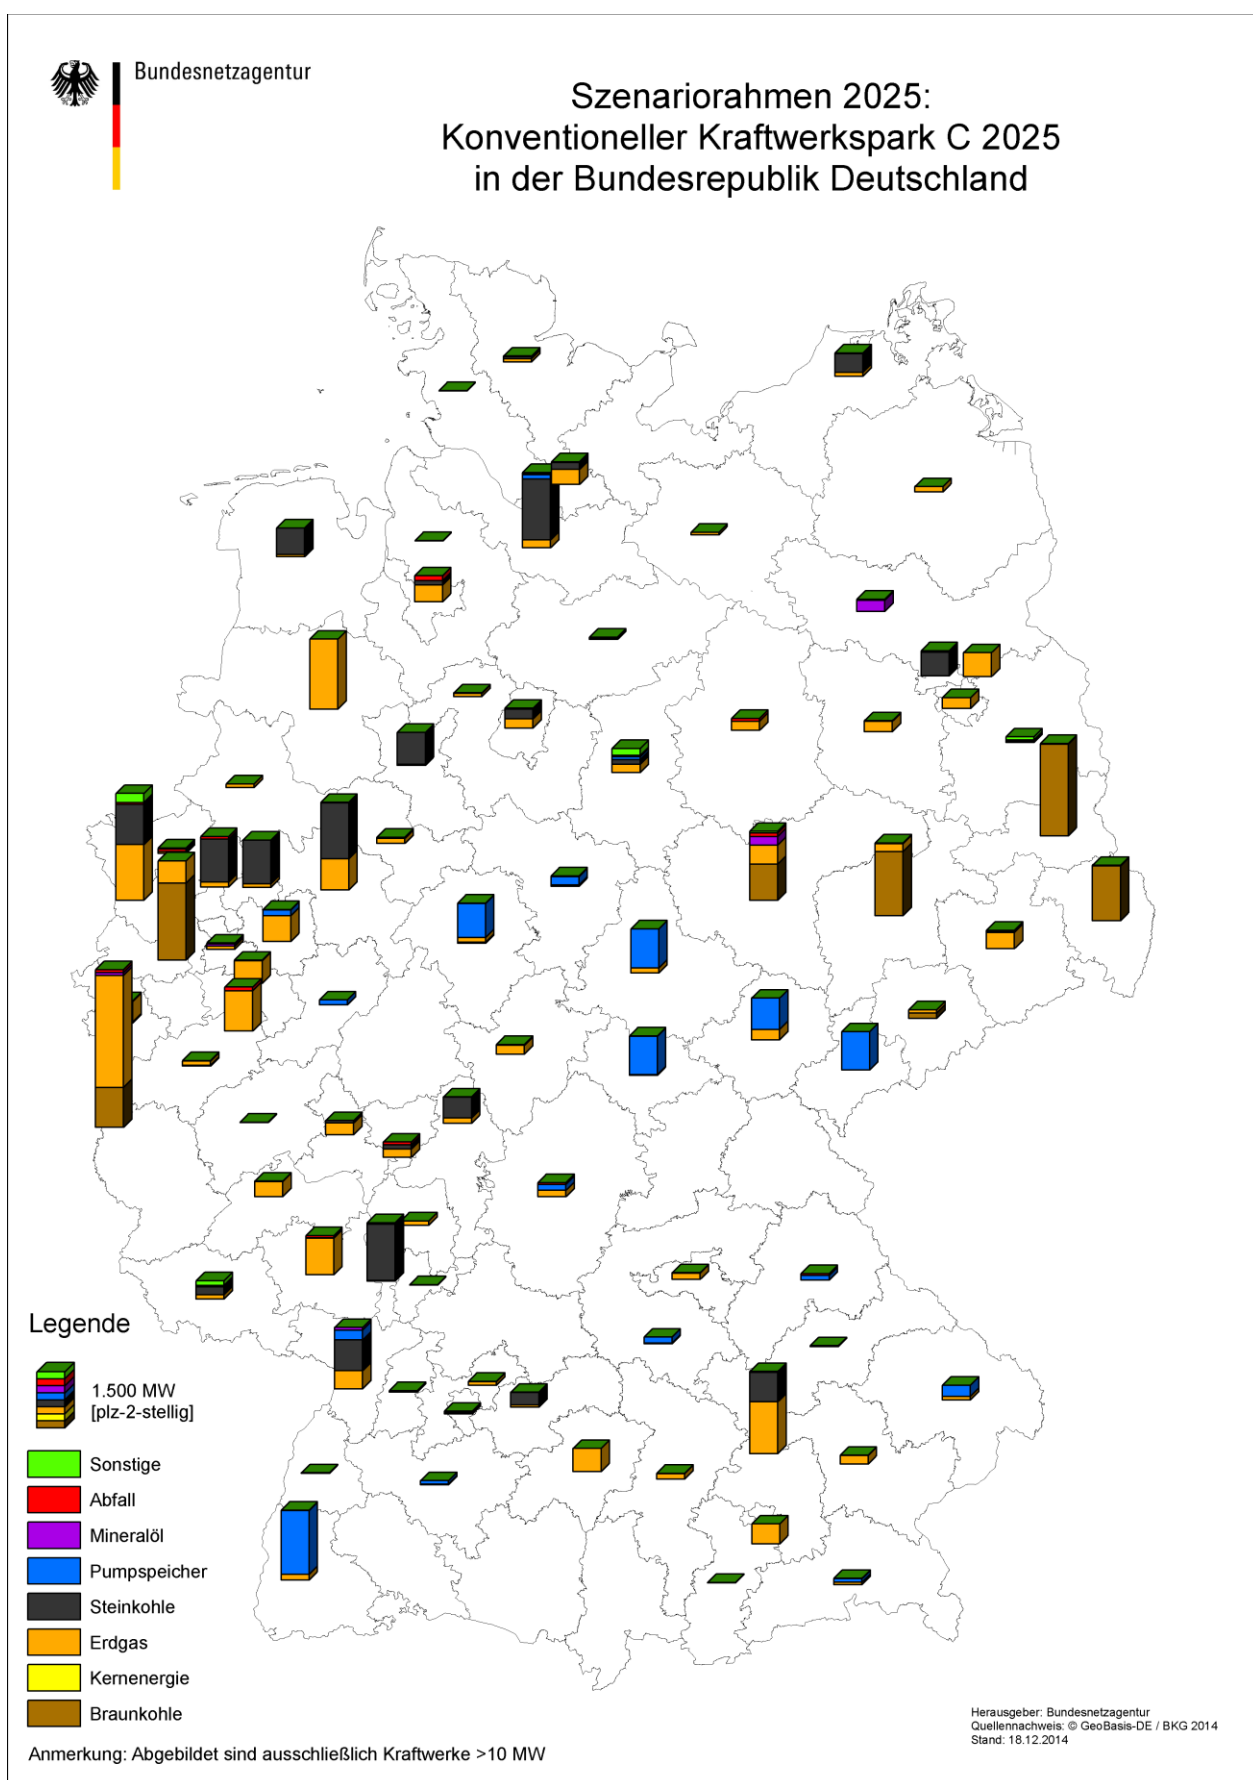 Bundesnetzagentur
Szenariorahmen 2025:
Konventioneller Kraftwerkspark C 2025
in der Bundesrepublik Deutschland
Legende
1.500 MW
[plz-2-stellig]
Sonstige
Abfall
Mineralöl
Pumpspeicher
Steinkohle
Erdgas
Kernenergie
Braunkohle
Herausgeber: Bundesnetzagentur
Quellennachweis: © GeoBasis-DE / BKG 2014
Stand: 18.12.2014
Anmerkung: Abgebildet sind ausschließlich Kraftwerke >10 MW